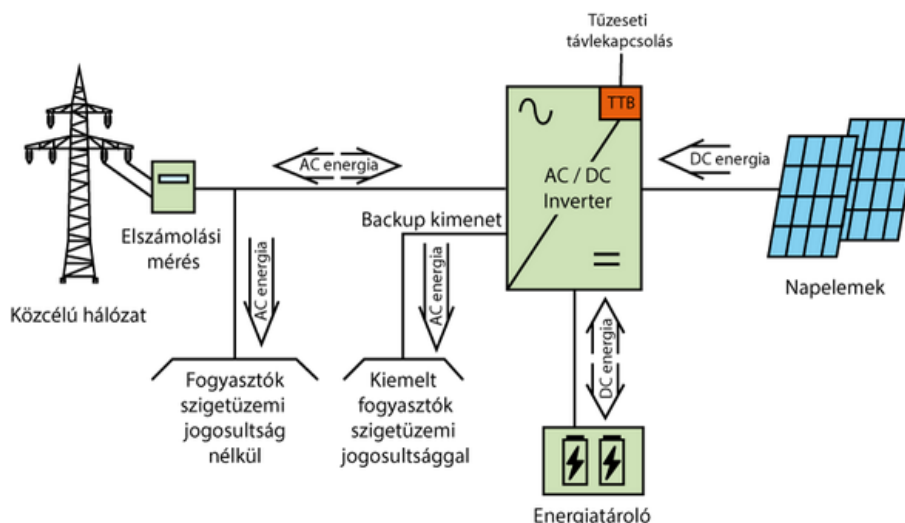 Tűzeseti
távlekapcsolás
TTB
AC energia
DC energia
AC / DC
Inverter
Backup kimenet
Elszámolási
mérés
AC energia
AC energia
Közcélú hálózat
Napelemek
DC energia
Fogyasztók
szigetüzemi
jogosultság
nélkül
Kiemelt
fogyasztók
szigetüzemi
jogosultsággal
Energiatároló